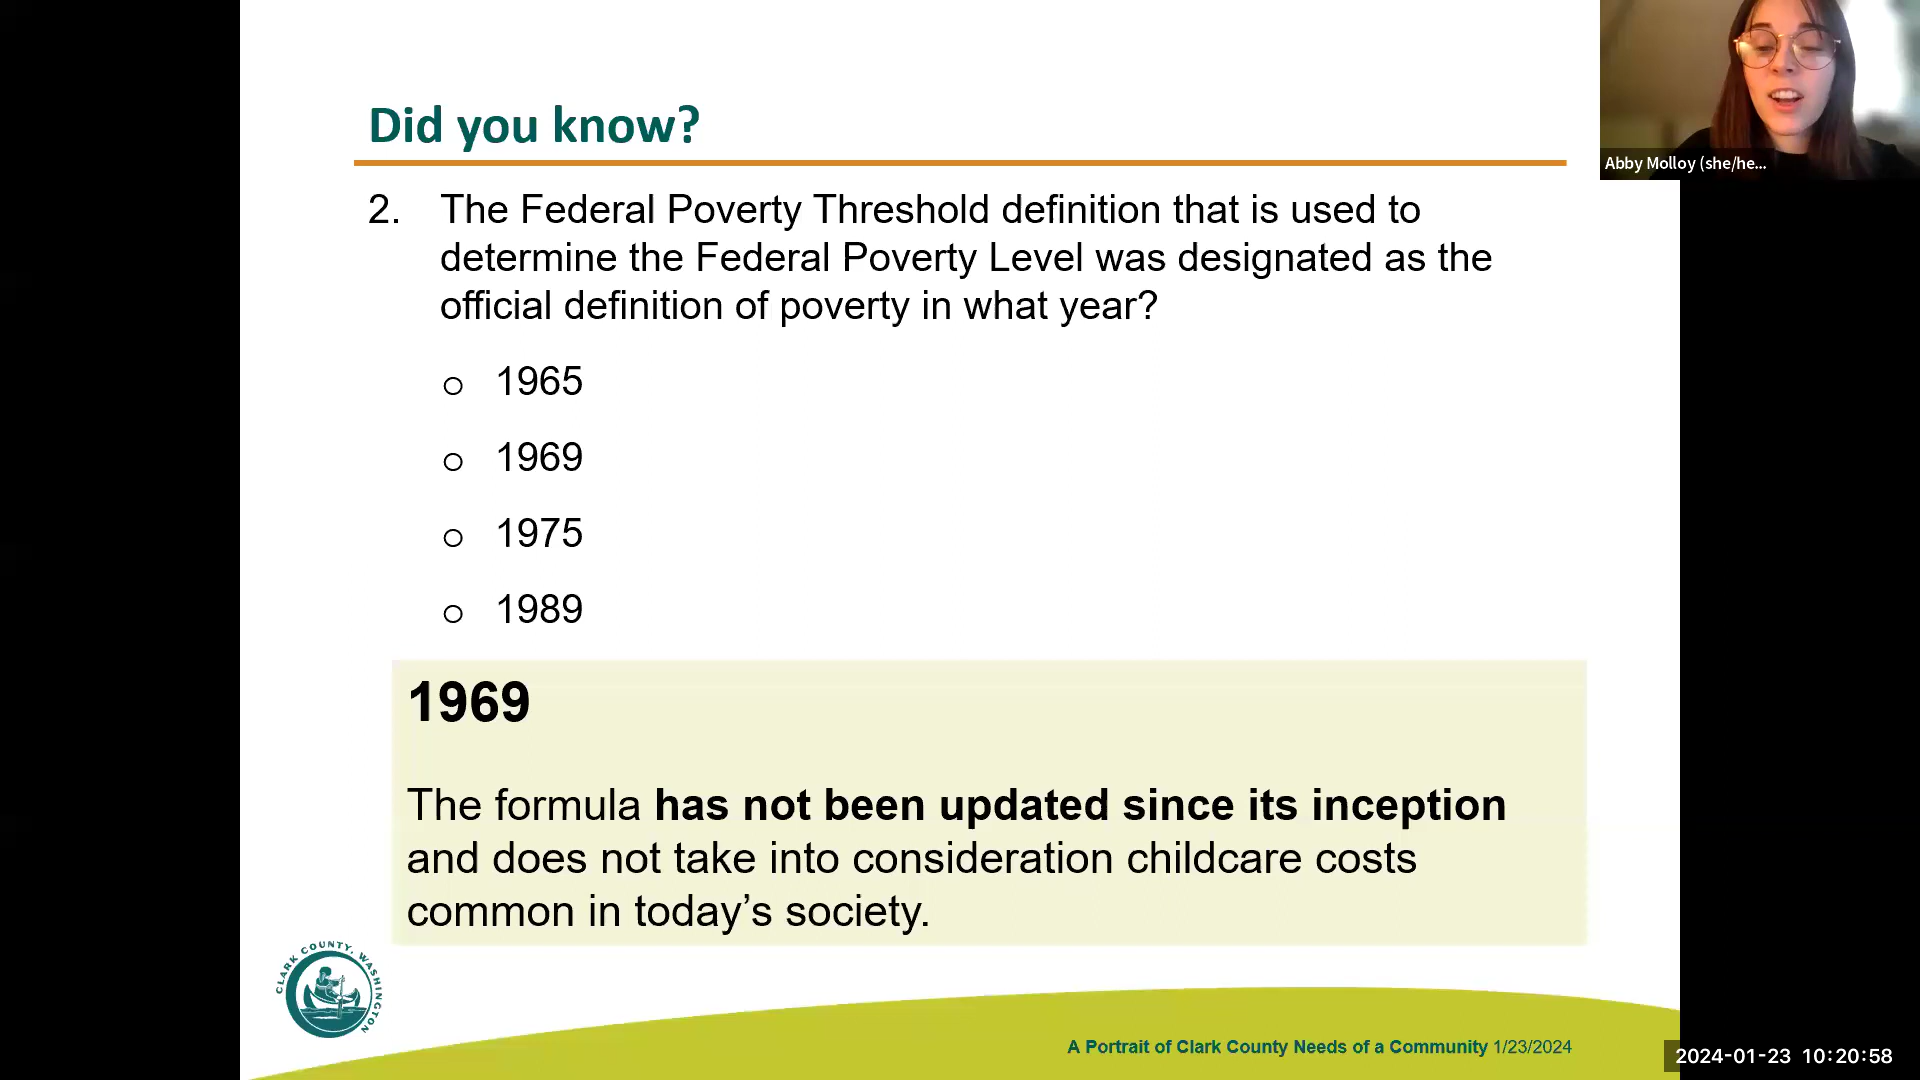 Did you know?
2. The Federal Poverty Threshold definition that is used to
determine the Federal Poverty Level was designated as the
official definition of poverty in what year?
o 1965
o 1969
o 1975
o 1989
1969
The formula has not been updated since its inception
and does not take into consideration childcare costs
common in today’s society.
CLARK COUNTY, WASHINGTON
A Portrait of Clark County Needs of a Community 1/23/2024
Abby Molloy (she/he...
2024-01-23 10:20:58